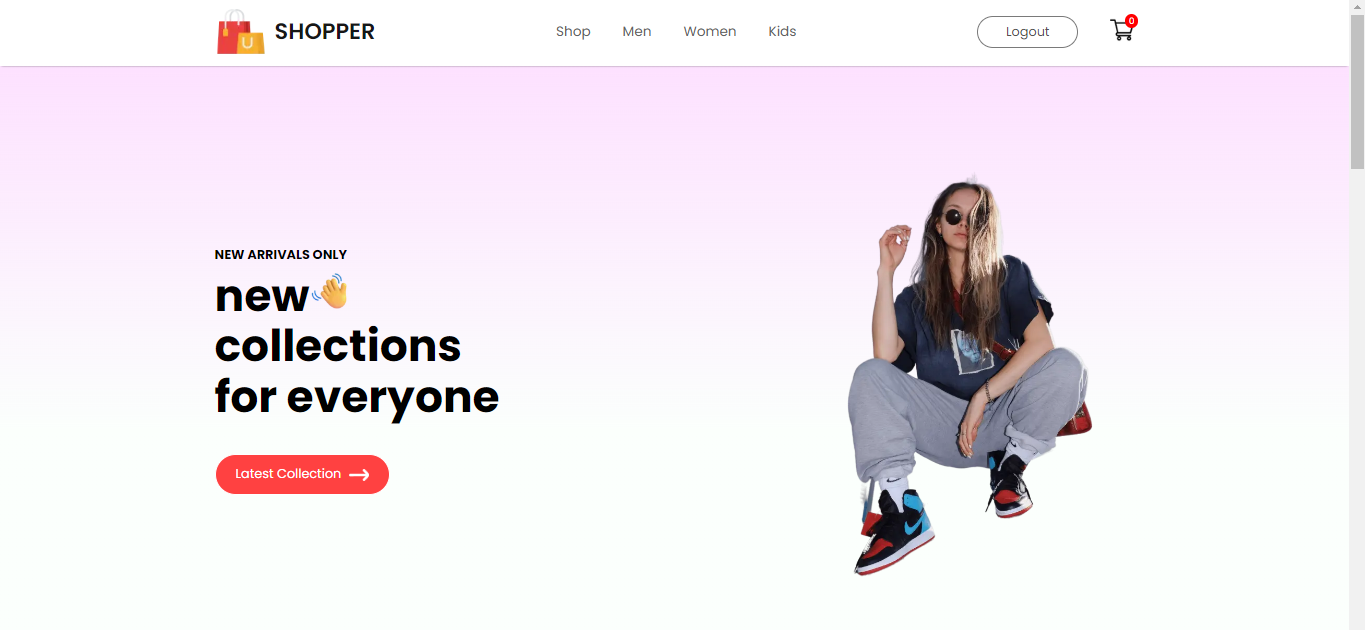 U
SHOPPER
Shop
Men
Women
Kids
Logout
0
NEW ARRIVALS ONLY
new👋
collections
for everyone
Latest Collection